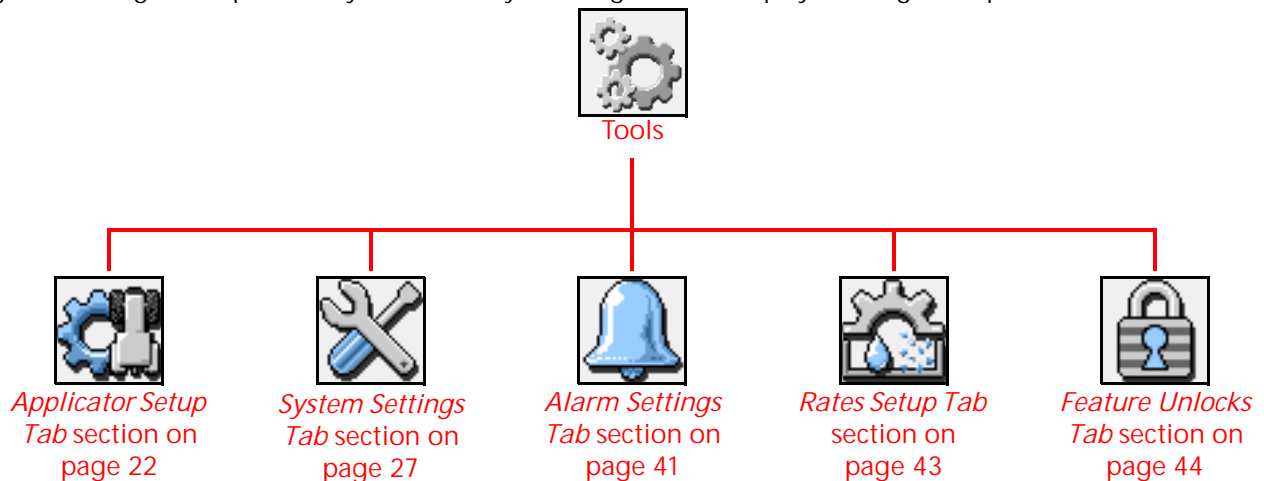 Tools
Applicator Setup
Tab section on
page 22
System Settings
Tab section on
page 27
Alarm Settings
Tab section on
page 41
Rates Setup Tab
section on
page 43
Feature Unlocks
Tab section on
page 44